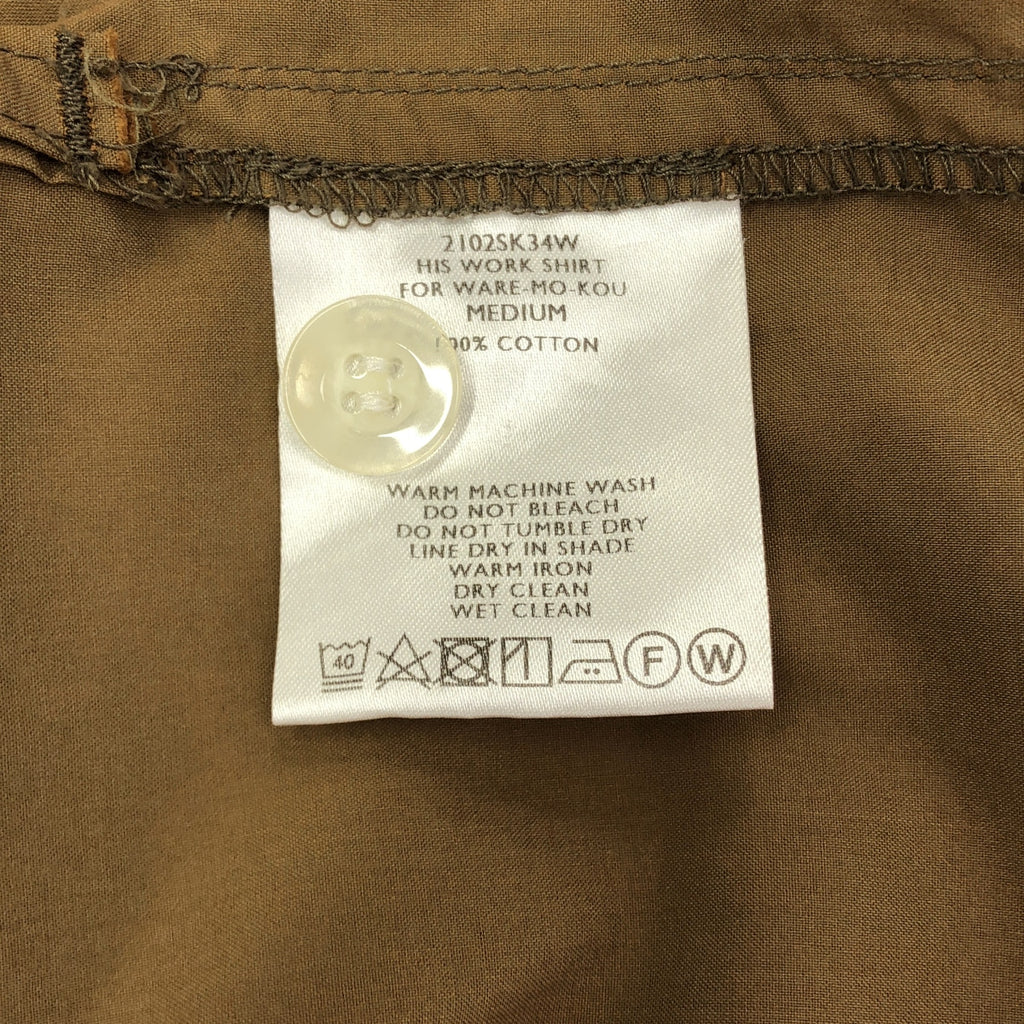 2102SK34W
HIS WORK SHIRT
FOR WARE-MO-KOU
MEDIUM
100% COTTON
WARM MACHINE WASH
DO NOT BLEACH
DO NOT TUMBLE DRY
LINE DRY IN SHADE
WARM IRON
DRY CLEAN
WET CLEAN
40 F W